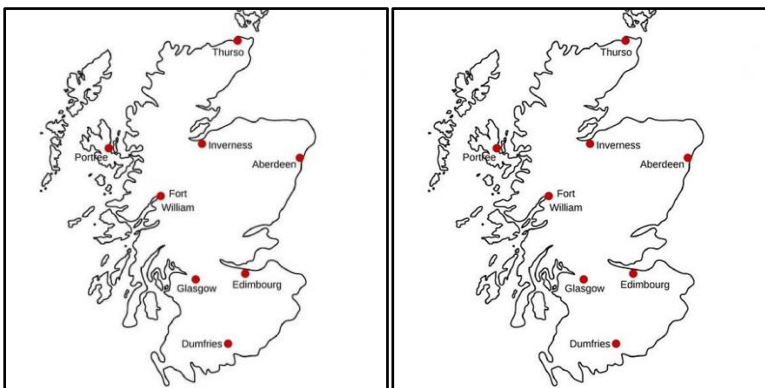 Thurso
Inverness
Portree
Aberdeen
Fort
William
Glasgow
Edimbourg
Dumfries
Thurso
Inverness
Portree
Aberdeen
Fort
William
Glasgow
Edimbourg
Dumfries